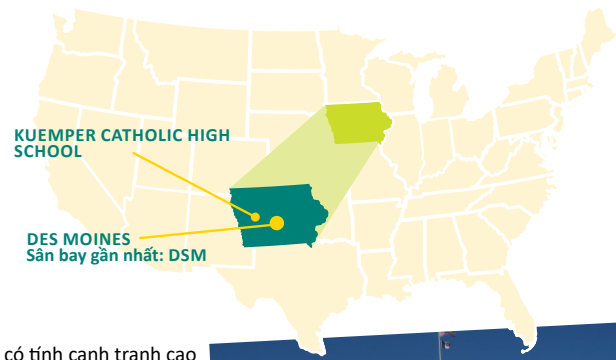 KUEMPER CATHOLIC HIGH
SCHOOL
DES MOINES
Sân bay gần nhất: DSM
có tính cạnh tranh cao